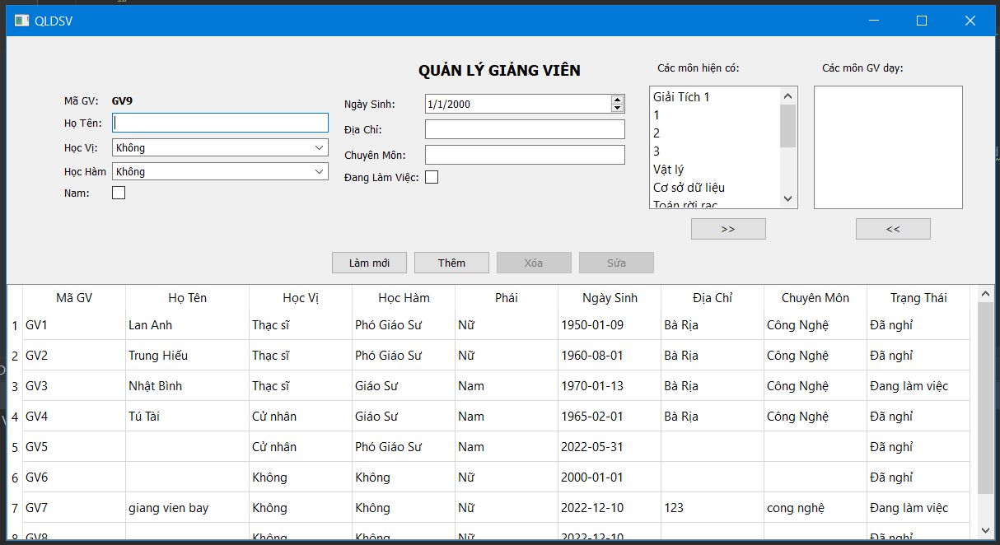 QLDSV
QUẢN LÝ GIẢNG VIÊN
Mã GV: GV9
Họ Tên:
Học Vị: Không
Học Hàm Không
Nam:
Ngày Sinh: 1/1/2000
Địa Chỉ:
Chuyên Môn:
Đang Làm Việc:
Các môn hiện có:
Giải Tích 1
1
2
3
Vật lý
Cơ sở dữ liệu
Toán rời rạc
>>
Các môn GV dạy:
<<
Làm mới Thêm Xóa Sửa
Mã GV Họ Tên Học Vị Học Hàm Phái Ngày Sinh Địa Chỉ Chuyên Môn Trạng Thái
1 GV1 Lan Anh Thạc sĩ Phó Giáo Sư Nữ 1950-01-09 Bà Rịa Công Nghệ Đã nghỉ
2 GV2 Trung Hiếu Thạc sĩ Phó Giáo Sư Nữ 1960-08-01 Bà Rịa Công Nghệ Đã nghỉ
3 GV3 Nhật Bình Thạc sĩ Giáo Sư Nam 1970-01-13 Bà Rịa Công Nghệ Đang làm việc
4 GV4 Tú Tài Cử nhân Giáo Sư Nam 1965-02-01 Bà Rịa Công Nghệ Đã nghỉ
5 GV5 Cử nhân Phó Giáo Sư Nam 2022-05-31 Đã nghỉ
6 GV6 Không Không Nữ 2000-01-01 Đã nghỉ
7 GV7 giang vien bay Không Không Nữ 2022-12-10 123 cong nghệ Đang làm việc
8 GV8 Không Không Nữ 2022-12-10 Đã nghỉ